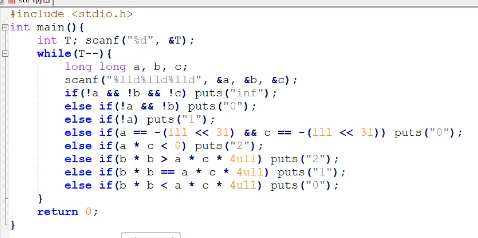 #include <stdio.h>
int main(){
int T; scanf("%d", &T);
while(T--){
long long a, b, c;
scanf("%lld%lld%lld", &a, &b, &c);
if(!a && !b && !c) puts("inf");
else if(!a && !b) puts("0");
else if(!a) puts("1");
else if(a == -(1ll << 31) && c == -(1ll << 31)) puts("0");
else if(a * c < 0) puts("2");
else if(b * b > a * c * 4ull) puts("2");
else if(b * b == a * c * 4ull) puts("1");
else if(b * b < a * c * 4ull) puts("0");
}
return 0;
}